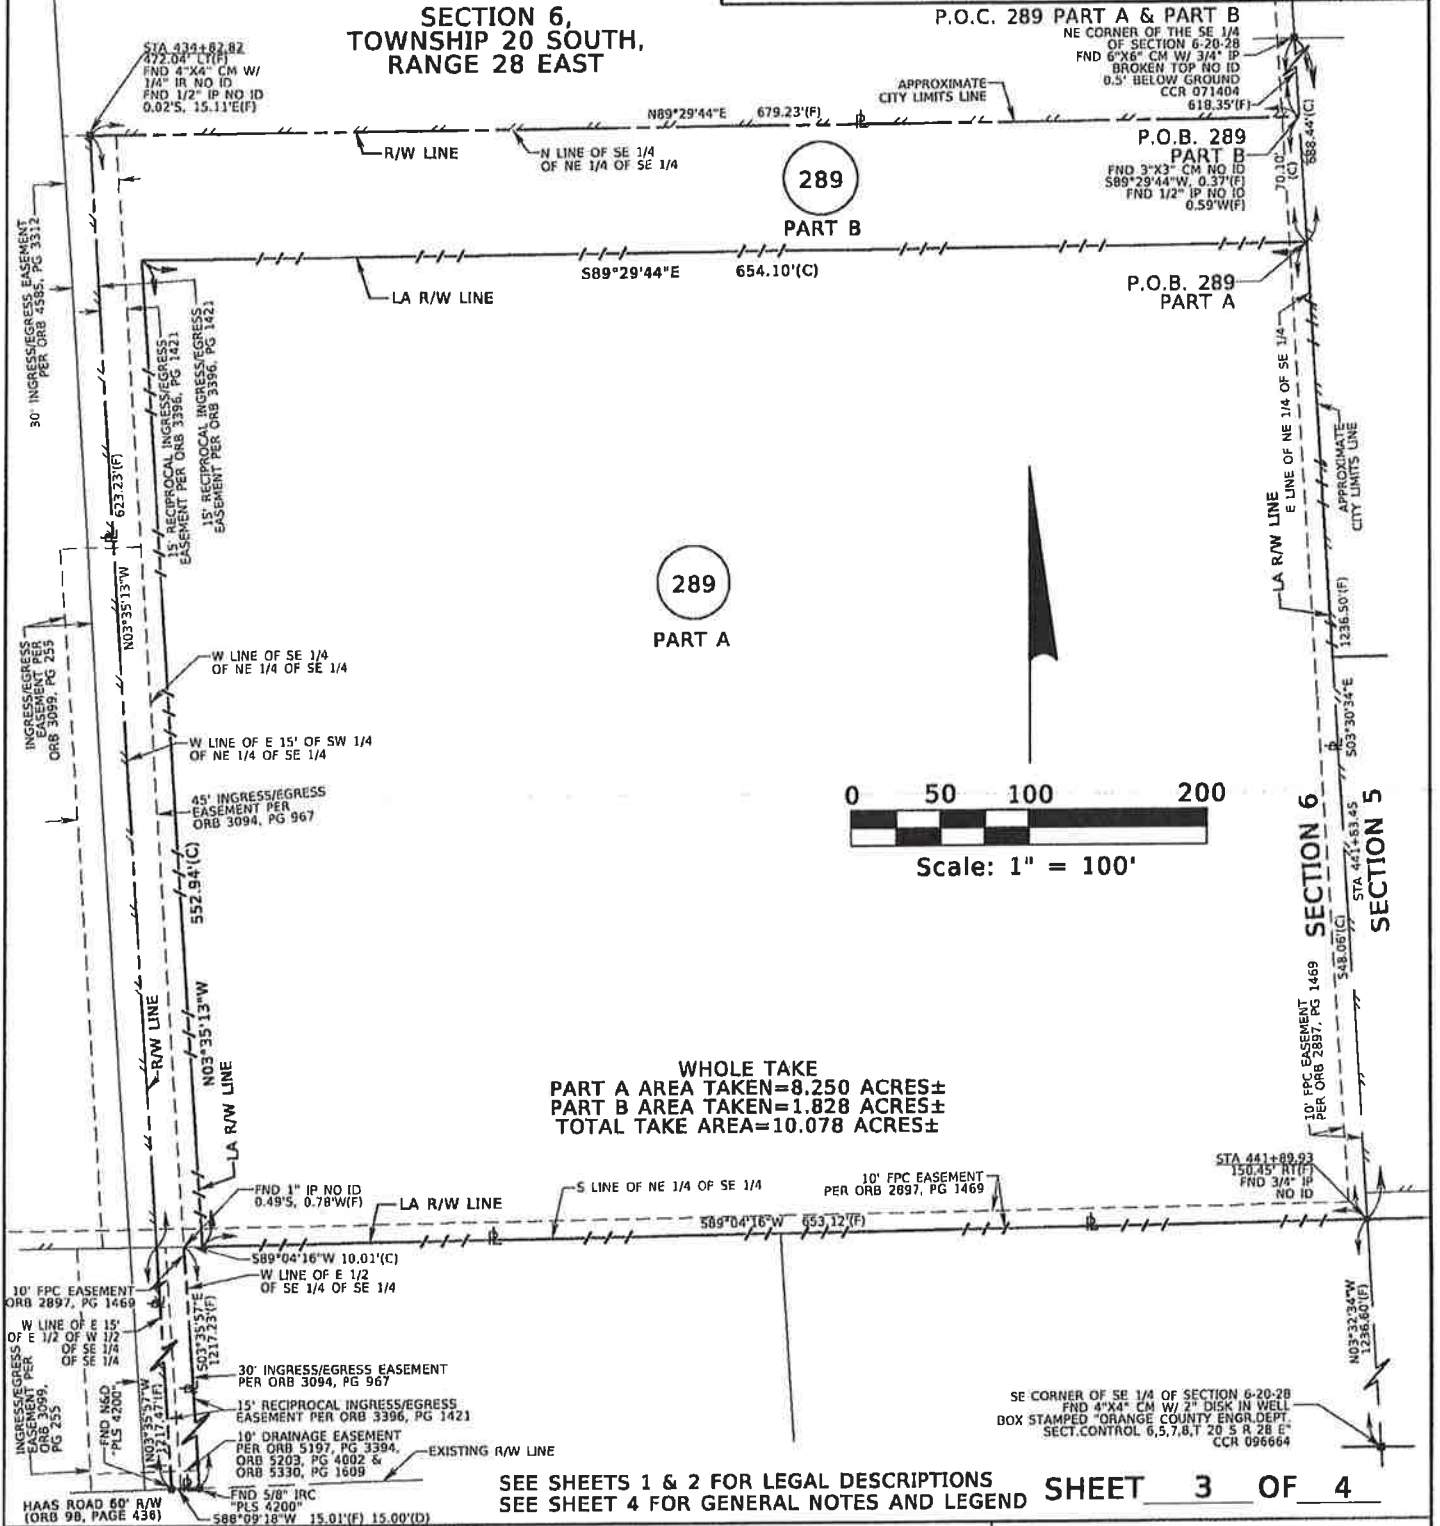 SECTION 6,
TOWNSHIP 20 SOUTH,
RANGE 28 EAST
P.O.C. 289 PART A & PART B
NE CORNER OF THE SE 1/4
OF SECTION 6-20-28
FND 6"X6" CM W/ 3/4" IP
BROKEN TOP NO ID
0.5' BELOW GROUND
CCR 071404
618.35'(F)
STA 434+82.82
472.04' LT(F)
FND 4"X4" CM W/
1/4" IR NO ID
FND 1/2" IP NO ID
0.02'S, 15.11'E(F)
APPROXIMATE
CITY LIMITS LINE
N89°29'44"E 679.23'(F)
R/W LINE
N LINE OF SE 1/4
OF NE 1/4 OF SE 1/4
P.O.B. 289
PART B
FND 3"X3" CM NO ID
S89°29'44"W, 0.37'(F)
FND 1/2" IP NO ID
0.59'W(F)
70.10'
(C)
688.44'(C)
289
PART B
S89°29'44"E 654.10'(C)
LA R/W LINE
P.O.B. 289
PART A
30' INGRESS/EGRESS EASEMENT
PER ORB 4585, PG 3312
15' RECIPROCAL INGRESS/EGRESS
EASEMENT PER ORB 3396, PG 1421
15' RECIPROCAL INGRESS/EGRESS
EASEMENT PER ORB 3396, PG 1421
623.23'(F)
N03°35'13"W
E LINE OF NE 1/4 OF SE 1/4
APPROXIMATE
CITY LIMITS LINE
LA R/W LINE
1236.50'(F)
289
PART A
INGRESS/EGRESS
EASEMENT PER
ORB 3099, PG 255
W LINE OF SE 1/4
OF NE 1/4 OF SE 1/4
W LINE OF E 15' OF SW 1/4
OF NE 1/4 OF SE 1/4
45' INGRESS/EGRESS
EASEMENT PER
ORB 3094, PG 967
S03°30'34"E
0 50 100 200
Scale: 1" = 100'
SECTION 6
STA 441+63.45
SECTION 5
552.94'(C)
N03°35'13"W
548.06'(C)
R/W LINE
LA R/W LINE
10' FPC EASEMENT
PER ORB 2897, PG 1469
WHOLE TAKE
PART A AREA TAKEN=8.250 ACRES±
PART B AREA TAKEN=1.828 ACRES±
TOTAL TAKE AREA=10.078 ACRES±
STA 441+89.93
150.45' RT(F)
FND 3/4" IP
NO ID
FND 1" IP NO ID
0.49'S, 0.78'W(F)
LA R/W LINE
S LINE OF NE 1/4 OF SE 1/4
10' FPC EASEMENT
PER ORB 2897, PG 1469
S89°04'16"W 653.12'(F)
S89°04'16"W 10.01'(C)
W LINE OF E 1/2
OF SE 1/4 OF SE 1/4
10' FPC EASEMENT
ORB 2897, PG 1469
W LINE OF E 15'
OF E 1/2 OF W 1/2
OF SE 1/4
OF SE 1/4
S03°35'57"E
1217.23'(F)
N03°32'34"W
1236.60'(F)
INGRESS/EGRESS
EASEMENT PER
ORB 3099,
PG 255
FND N&D
"PLS 4200"
N03°35'57"W
1217.47'(F)
30' INGRESS/EGRESS EASEMENT
PER ORB 3094, PG 967
15' RECIPROCAL INGRESS/EGRESS
EASEMENT PER ORB 3396, PG 1421
10' DRAINAGE EASEMENT
PER ORB 5197, PG 3394,
ORB 5203, PG 4002 &
ORB 5330, PG 1609
EXISTING R/W LINE
SE CORNER OF SE 1/4 OF SECTION 6-20-28
FND 4"X4" CM W/ 2" DISK IN WELL
BOX STAMPED "ORANGE COUNTY ENGR.DEPT.
SECT.CONTROL 6,5,7,8,T 20 S R 28 E"
CCR 096664
HAAS ROAD 60' R/W
(ORB 98, PAGE 436)
FND 5/8" IRC
"PLS 4200"
S88°09'18"W 15.01'(F) 15.00'(D)
SEE SHEETS 1 & 2 FOR LEGAL DESCRIPTIONS
SEE SHEET 4 FOR GENERAL NOTES AND LEGEND
SHEET 3 OF 4